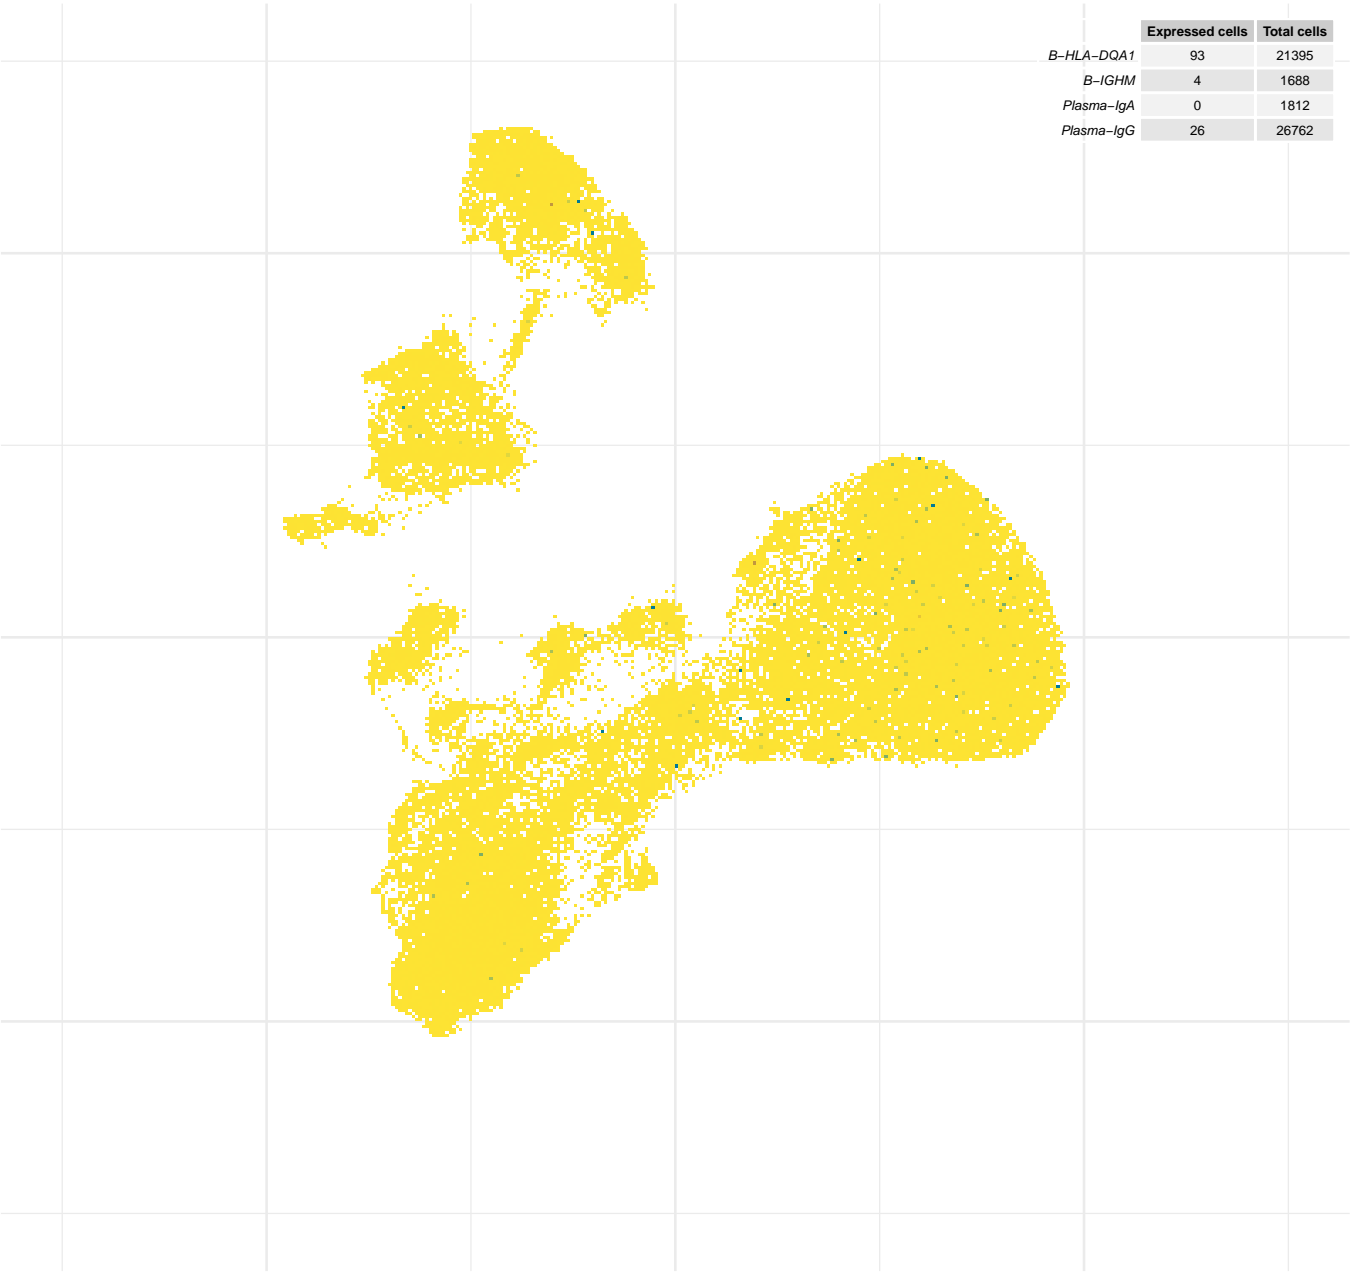 Expressed cells Total cells
B−HLA−DQA1 93 21395
B−IGHM 4 1688
Plasma−IgA 0 1812
Plasma−IgG 26 26762